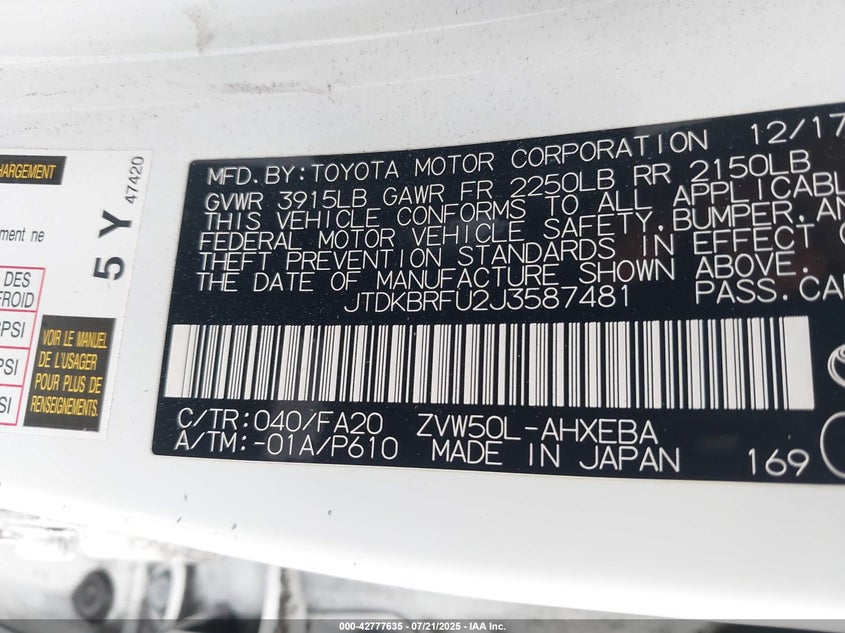 CHARGEMENT
ment ne
5 Y
47420
DES
FROID
PSI
PSI
PSI
VOIR LE MANUEL
DE L'USAGER
POUR PLUS DE
RENSEIGNEMENTS.
MFD.BY:TOYOTA MOTOR CORPORATION 12/17
GVWR 3915LB GAWR FR 2250LB RR 2150LB
THIS VEHICLE CONFORMS TO ALL APPLICABL
FEDERAL MOTOR VEHICLE SAFETY,BUMPER,AN
THEFT PREVENTION STANDARDS IN EFFECT O
THE DATE OF MANUFACTURE SHOWN ABOVE.
JTDKBRFU2J3587481 PASS.CA
C/TR:040/FA20 ZVW50L-AHXEBA
A/TM:-01A/P610 MADE IN JAPAN 169
000-42777635 - 07/21/2025 - IAA Inc.